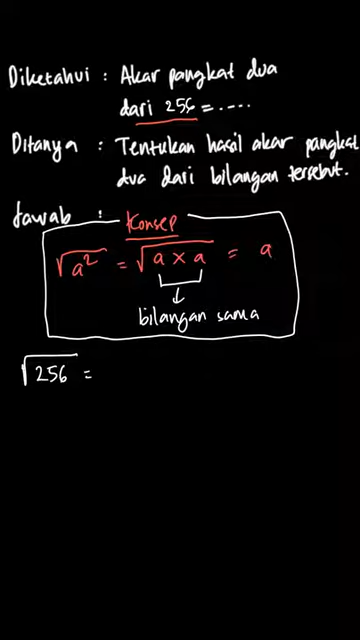 Diketahui : Akar pangkat dua
dari 256 = ....
Ditanya : Tentukan hasil akar pangkat
dua dari bilangan tersebut.
Jawab :
Konsep
√a² = √a × a = a
bilangan sama
√256 =